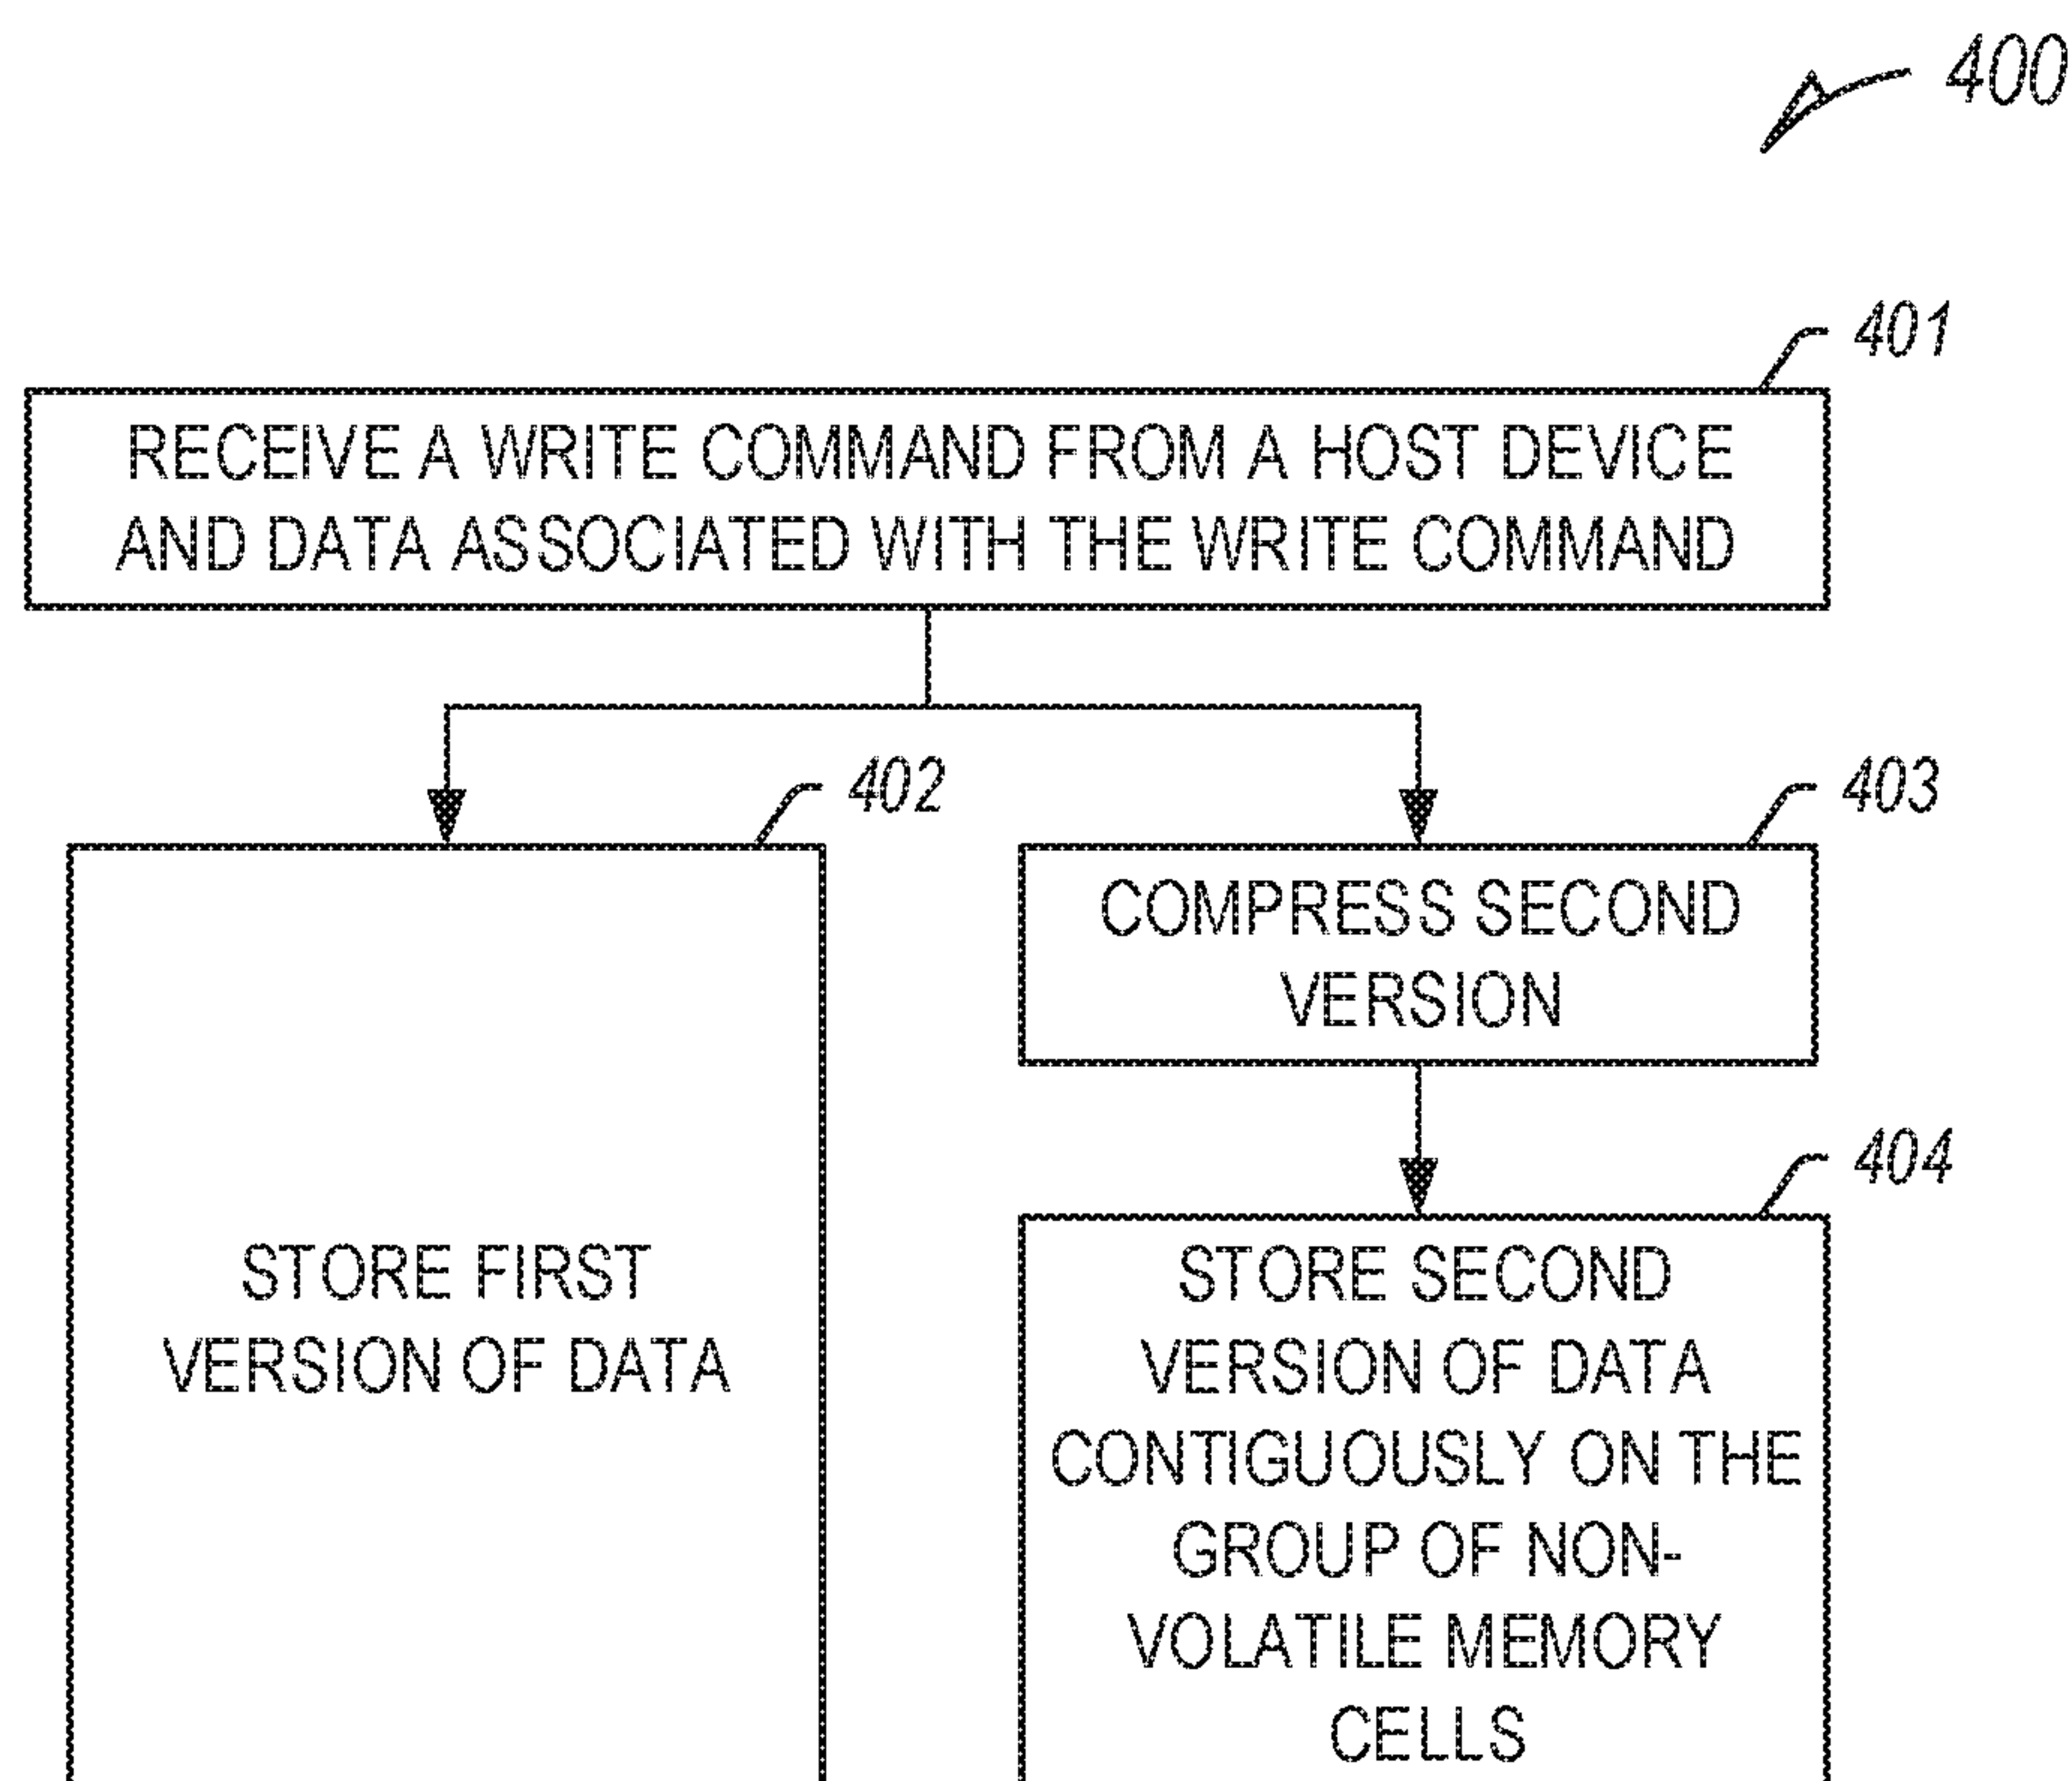 400
401
RECEIVE A WRITE COMMAND FROM A HOST DEVICE
AND DATA ASSOCIATED WITH THE WRITE COMMAND
402
403
COMPRESS SECOND
VERSION
404
STORE FIRST
VERSION OF DATA
STORE SECOND
VERSION OF DATA
CONTIGUOUSLY ON THE
GROUP OF NON-
VOLATILE MEMORY
CELLS